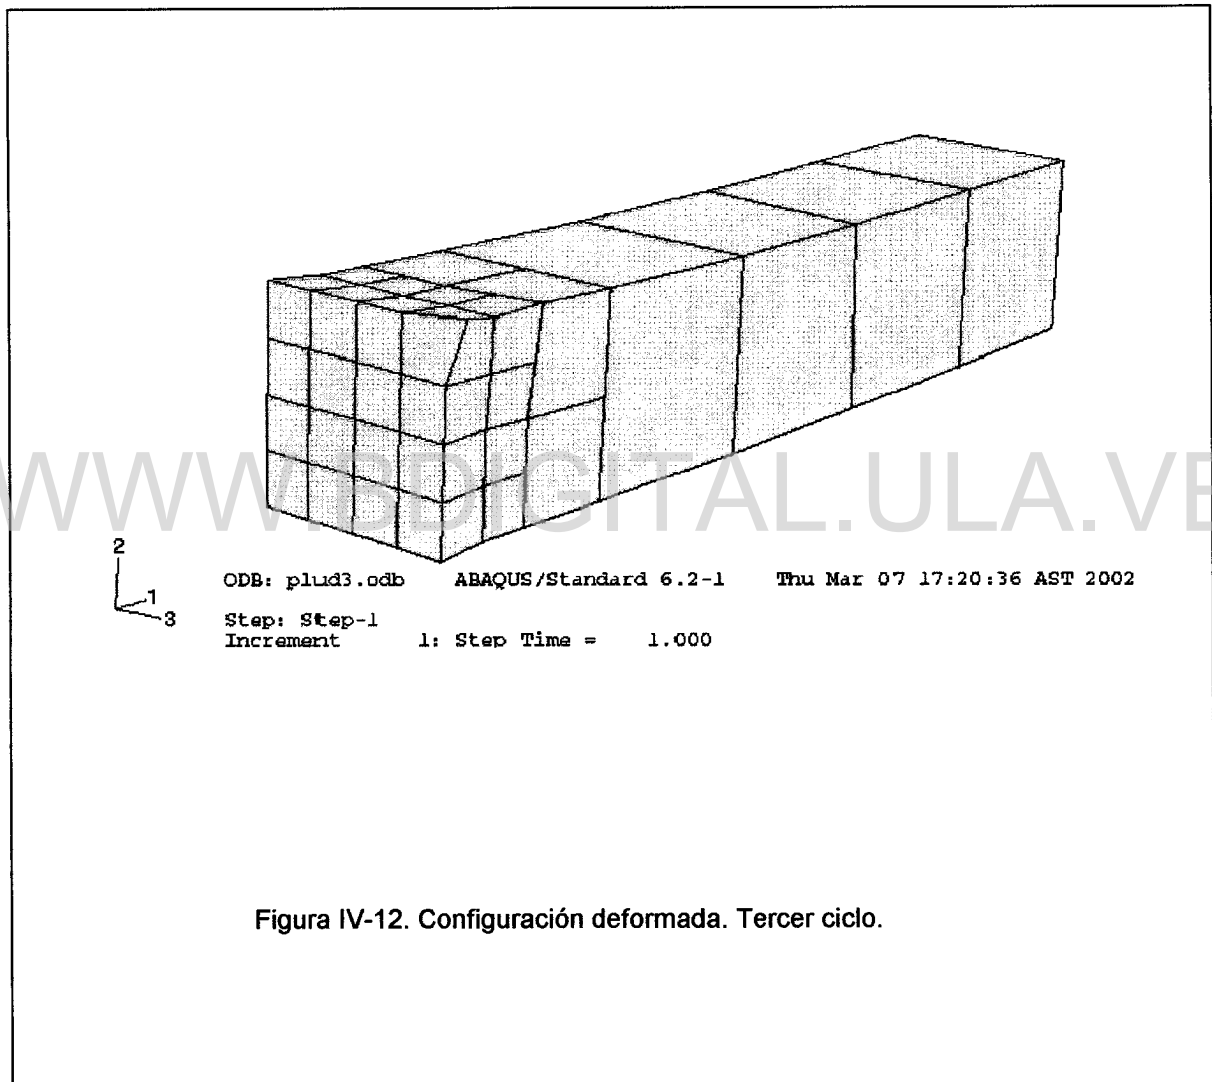 WWW.BDIGITAL.ULA.VE
2
1
3
ODB: plud3.odb ABAQUS/Standard 6.2-1 Thu Mar 07 17:20:36 AST 2002
Step: Step-1
Increment 1: Step Time = 1.000
Figura IV-12. Configuración deformada. Tercer ciclo.